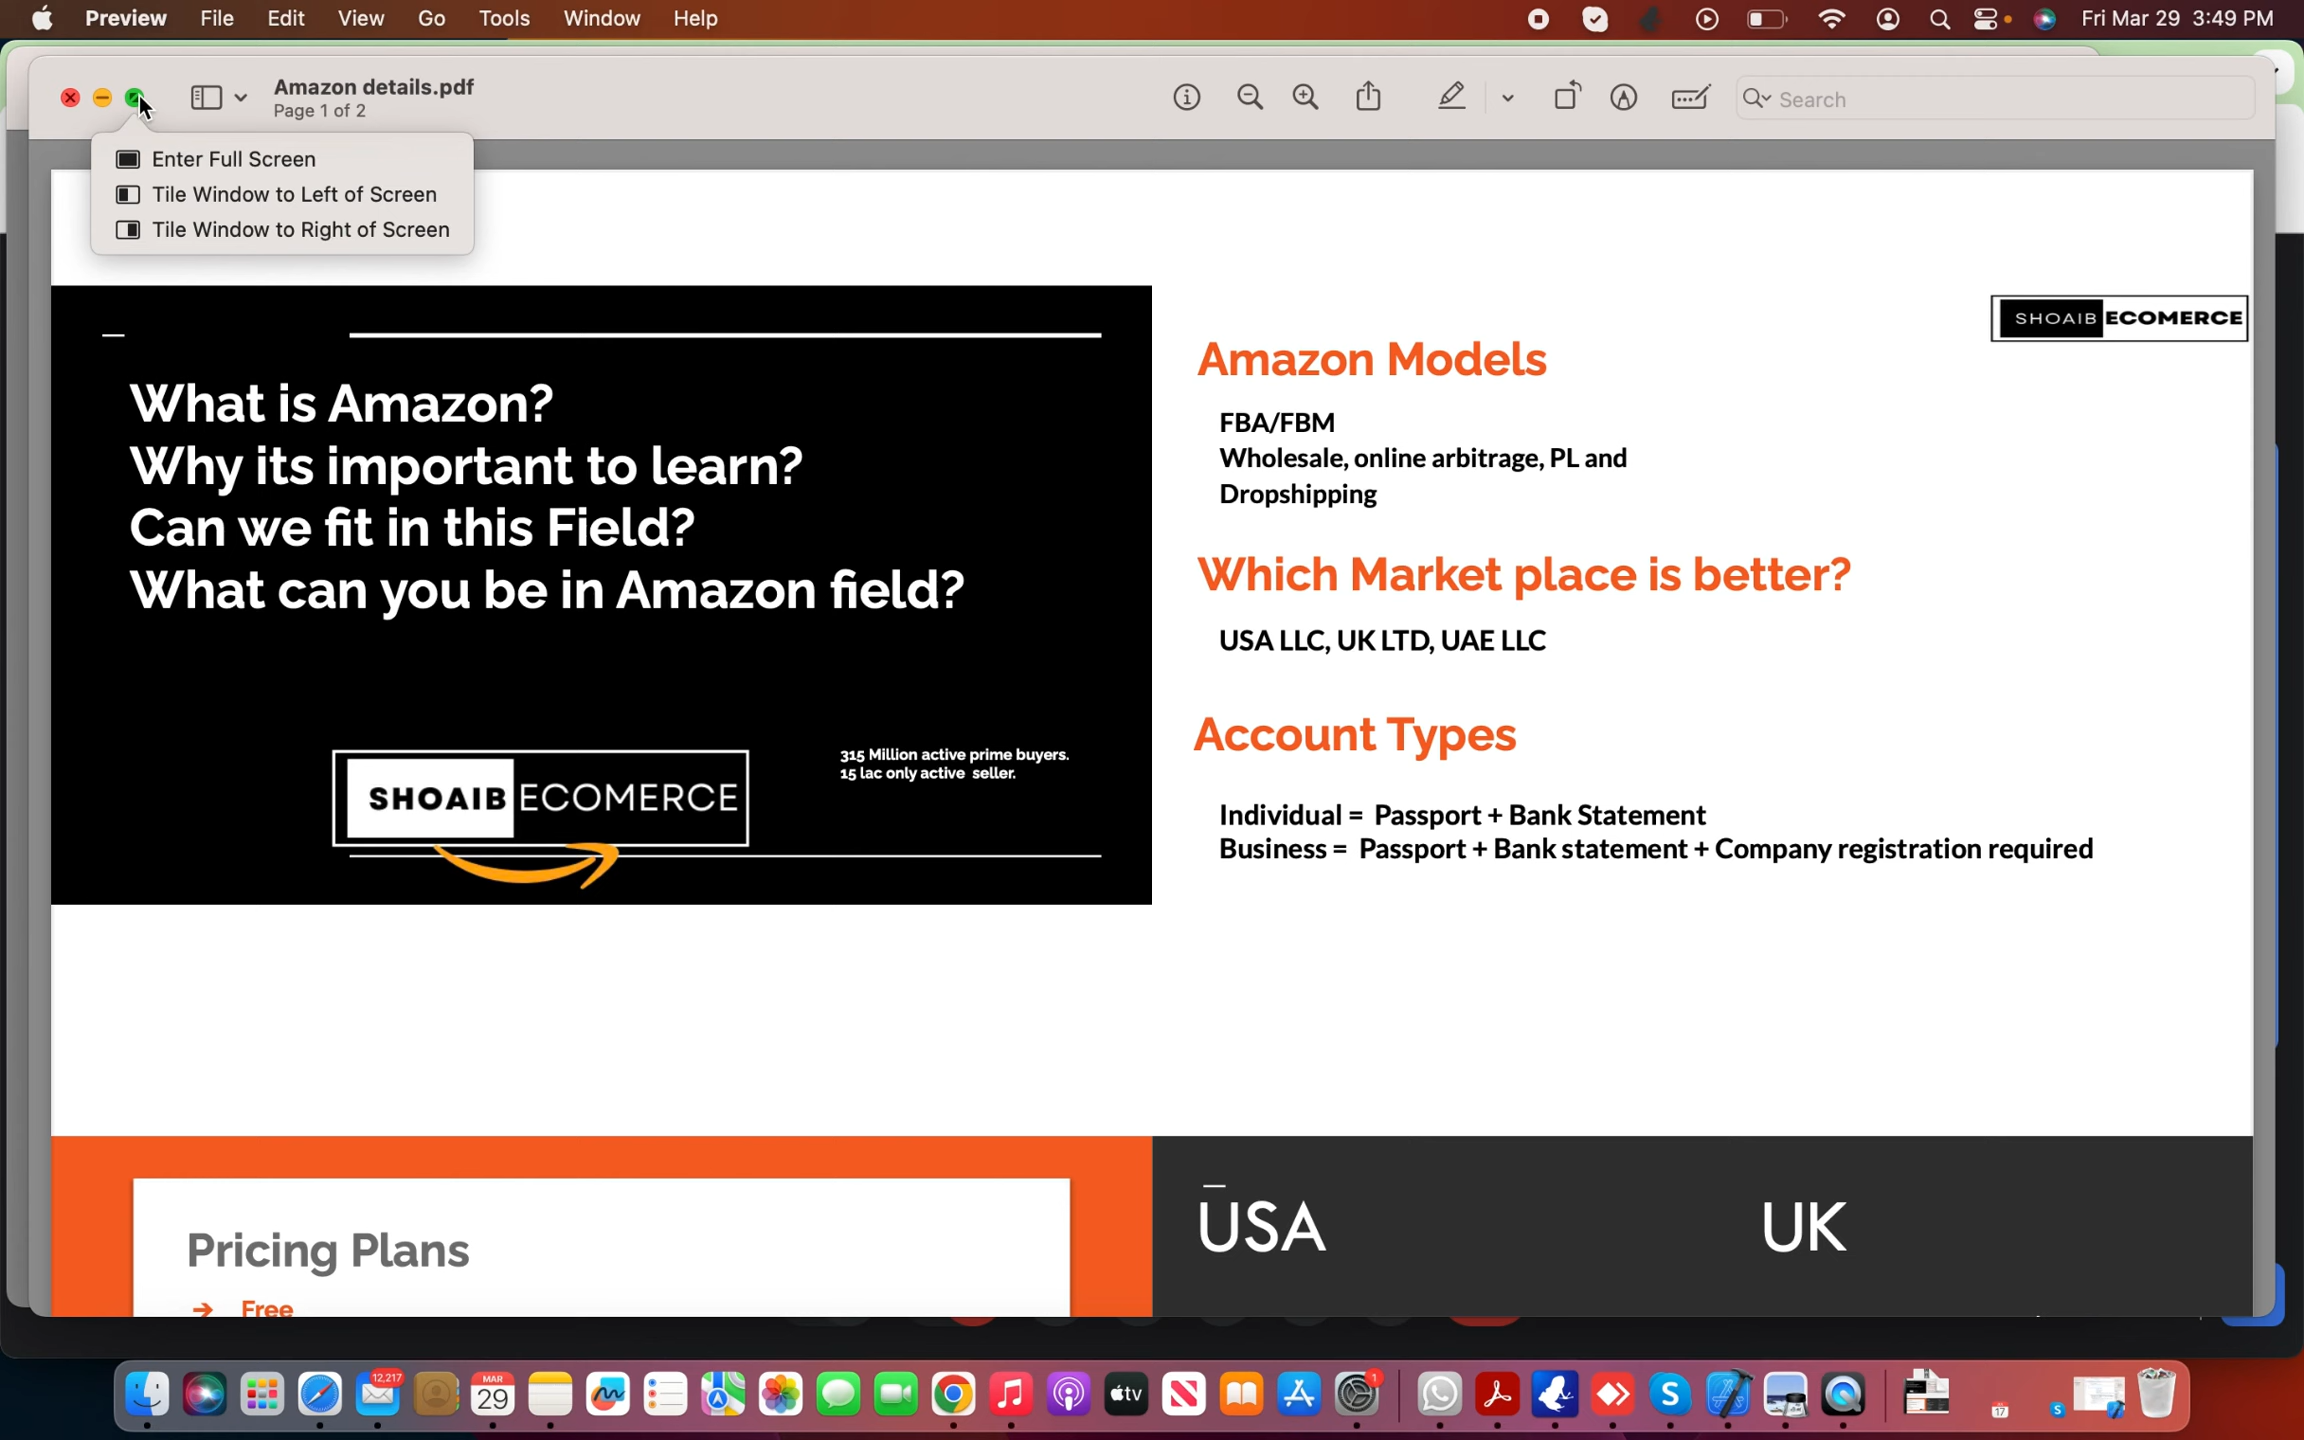 Preview File Edit View Go Tools Window Help Fri Mar 29 3:49 PM
Amazon details.pdf
Page 1 of 2
Search
Enter Full Screen
Tile Window to Left of Screen
Tile Window to Right of Screen
What is Amazon?
Why its important to learn?
Can we fit in this Field?
What can you be in Amazon field?
SHOAIB ECOMERCE
315 Million active prime buyers.
15 lac only active seller.
SHOAIB ECOMERCE
Amazon Models
FBA/FBM
Wholesale, online arbitrage, PL and
Dropshipping
Which Market place is better?
USA LLC, UK LTD, UAE LLC
Account Types
Individual = Passport + Bank Statement
Business = Passport + Bank statement + Company registration required
Pricing Plans
→ Free
USA UK
12,217
MAR
29
tv
1
17